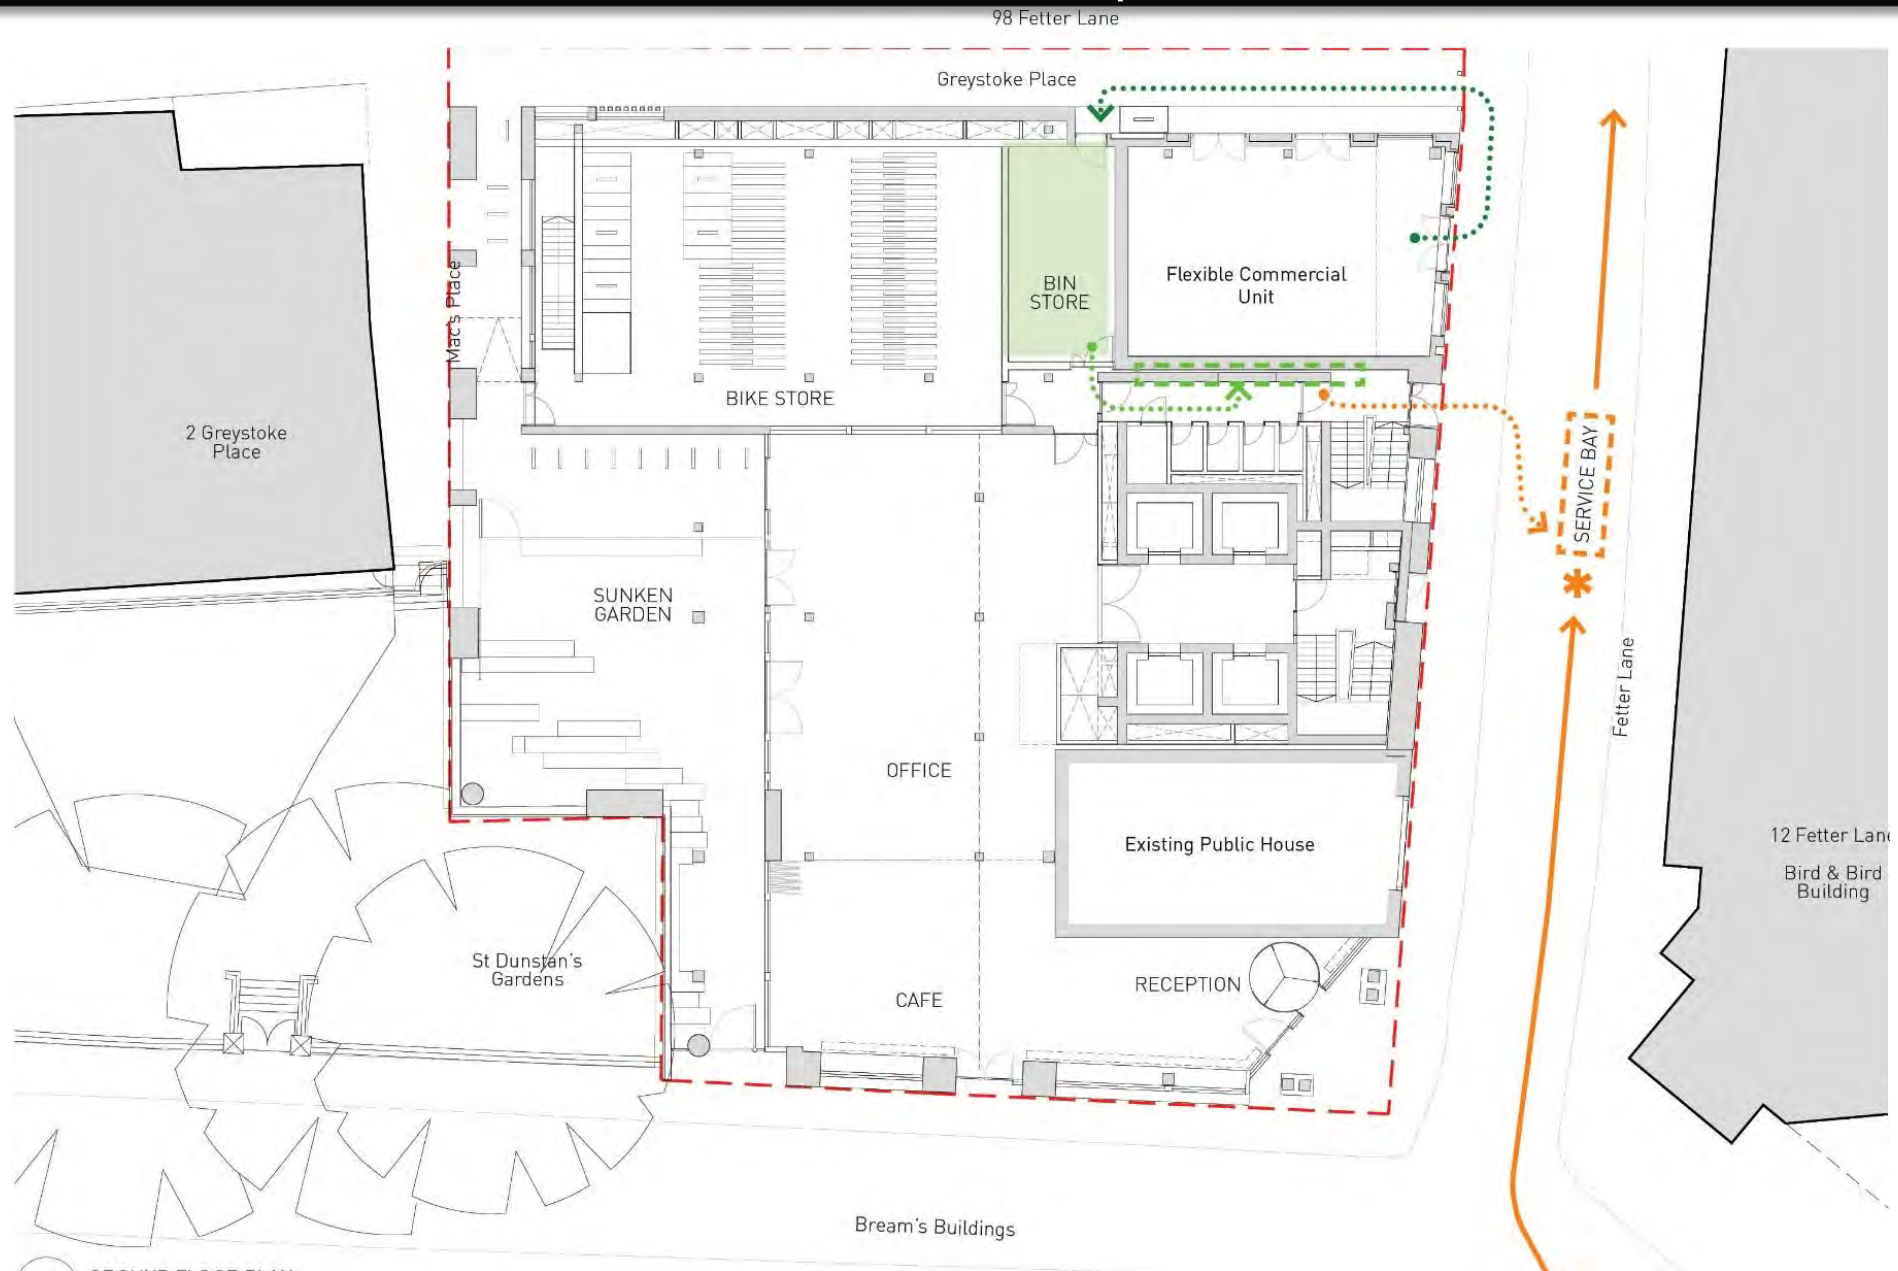 98 Fetter Lane
Greystoke Place
Mac's Place
BIN
STORE
Flexible Commercial
Unit
BIKE STORE
2 Greystoke
Place
SERVICE BAY
SUNKEN
GARDEN
Fetter Lane
OFFICE
Existing Public House
12 Fetter Lane
Bird & Bird
Building
St Dunstan's
Gardens
RECEPTION
CAFE
Bream's Buildings